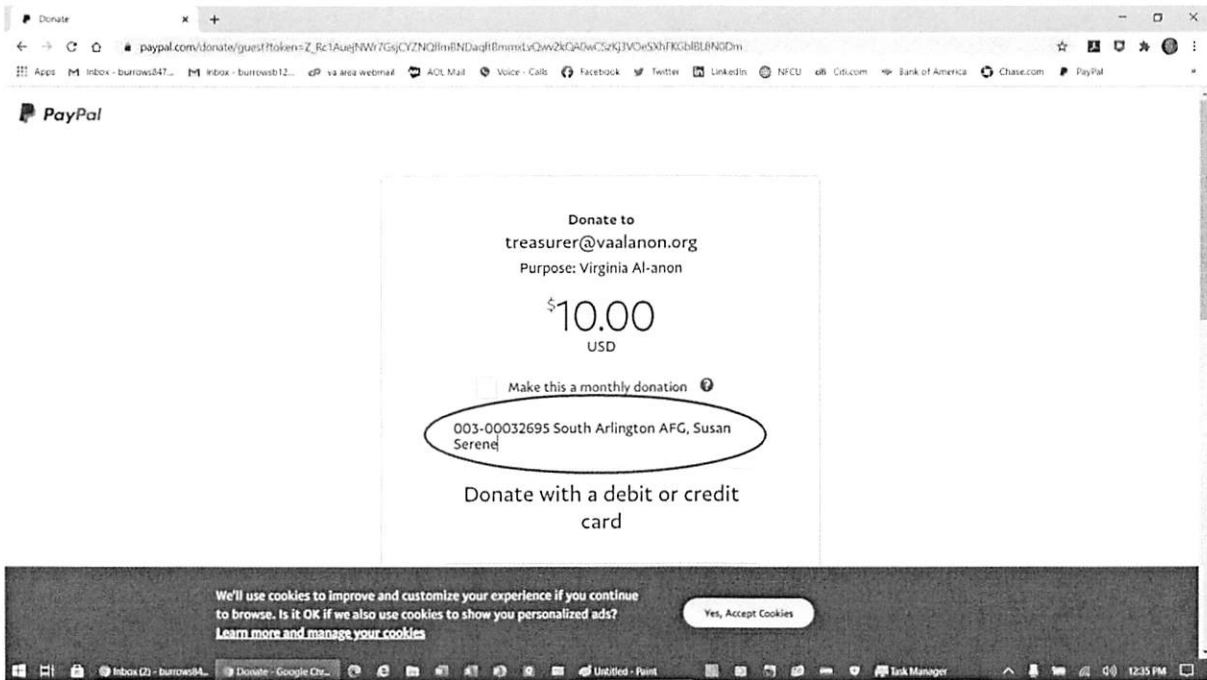 Donate
paypal.com/donate/guest?token=
Apps Inbox - burrows847... Inbox - burrowsb12... va area webmail AOL Mail Voice - Calls Facebook Twitter LinkedIn NFCU Citi.com Bank of America Chase.com PayPal
PayPal
Donate to
treasurer@vaalanon.org
Purpose: Virginia Al-anon
$10.00
USD
Make this a monthly donation
003-00032695 South Arlington AFG, Susan
Serene
Donate with a debit or credit
card
We'll use cookies to improve and customize your experience if you continue
to browse. Is it OK if we also use cookies to show you personalized ads?
Learn more and manage your cookies
Yes, Accept Cookies
Inbox (2) - burrows84... Donate - Google Chr... Untitled - Paint Task Manager 12:35 PM